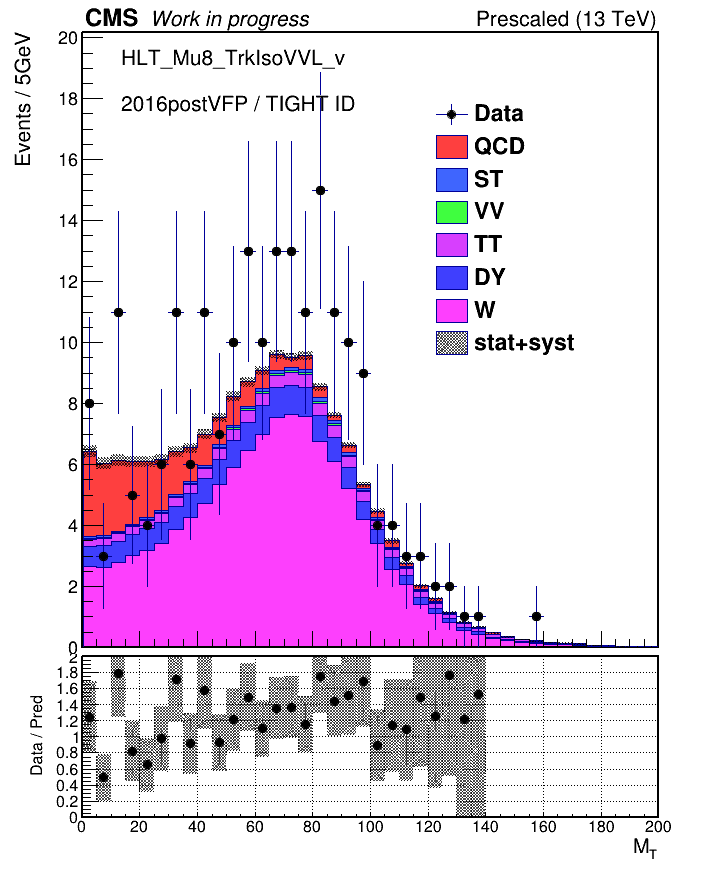 CMS Work in progress Prescaled (13 TeV)
Events / 5GeV
20
18
16
14
12
10
8
6
4
2
0
HLT_Mu8_TrkIsoVVL_v
2016postVFP / TIGHT ID
Data
QCD
ST
VV
TT
DY
W
stat+syst
Data / Pred
2
1.8
1.6
1.4
1.2
1
0.8
0.6
0.4
0.2
0
0 20 40 60 80 100 120 140 160 180 200
M_T